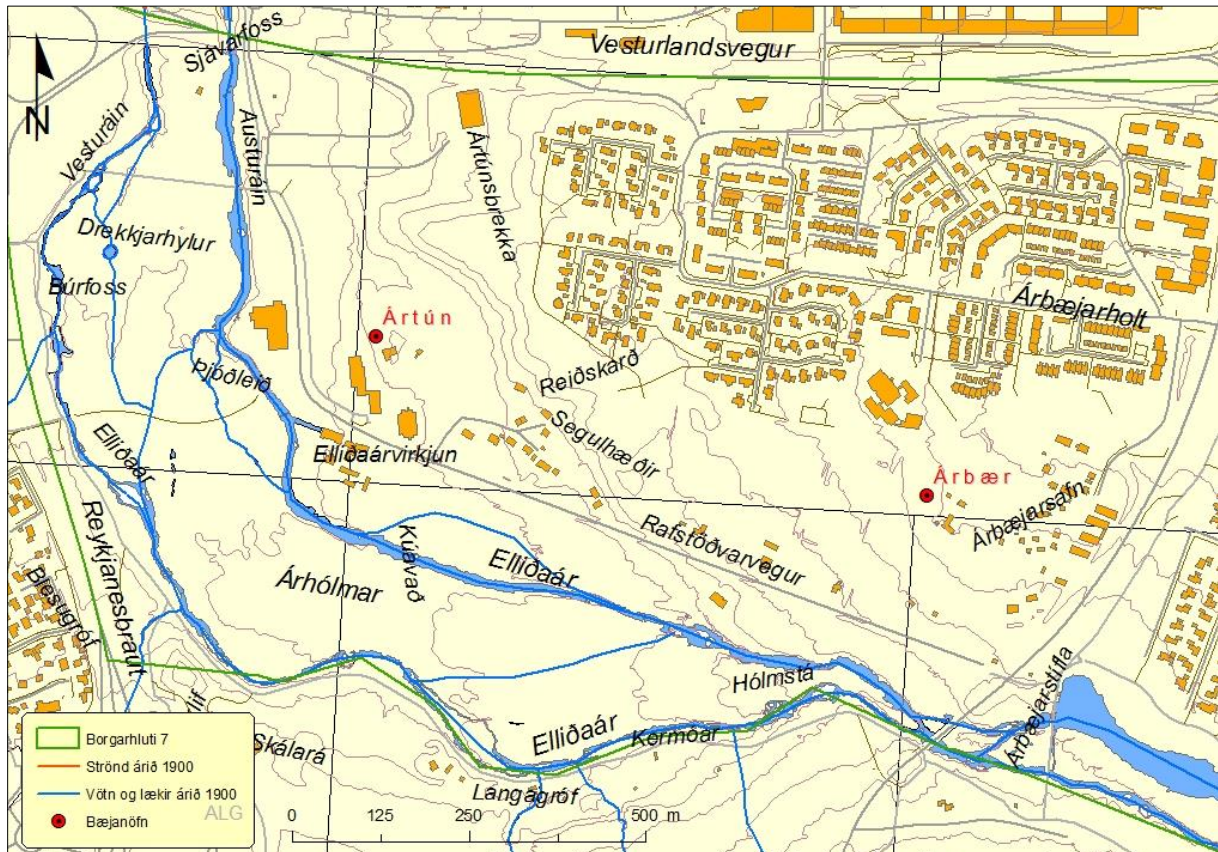 Sjávarfoss
Vesturlandsvegur
N
Vesturáin
Austuráin
Ártúnsbrekka
Drekkjarhylur
Búrfoss
Ártún
Árbæjarholt
Þjóðleið
Reiðskarð
Segulhæðir
Elliðaár
Elliðaárvirkjun
Árbær
Árbæjarsafn
Reykjanesbraut
Rafstöðvarvegur
Kúavað
Elliðaár
Blesugróf
Árhólmar
Hólmstá
Árbæjarstífla
Elliðaár
Kermóar
Skálará
Langagróf
Borgarhluti 7
Strönd árið 1900
Vötn og lækir árið 1900
Bæjanöfn
ALG
0 125 250 500 m